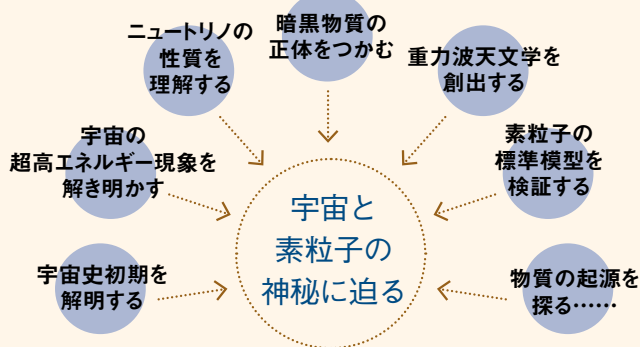 ニュートリノの
性質を
理解する
暗黒物質の
正体をつかむ
重力波天文学を
創出する
宇宙の
超高エネルギー現象を
解き明かす
素粒子の
標準模型を
検証する
宇宙と
素粒子の
神秘に迫る
宇宙史初期を
解明する
物質の起源を
探る……